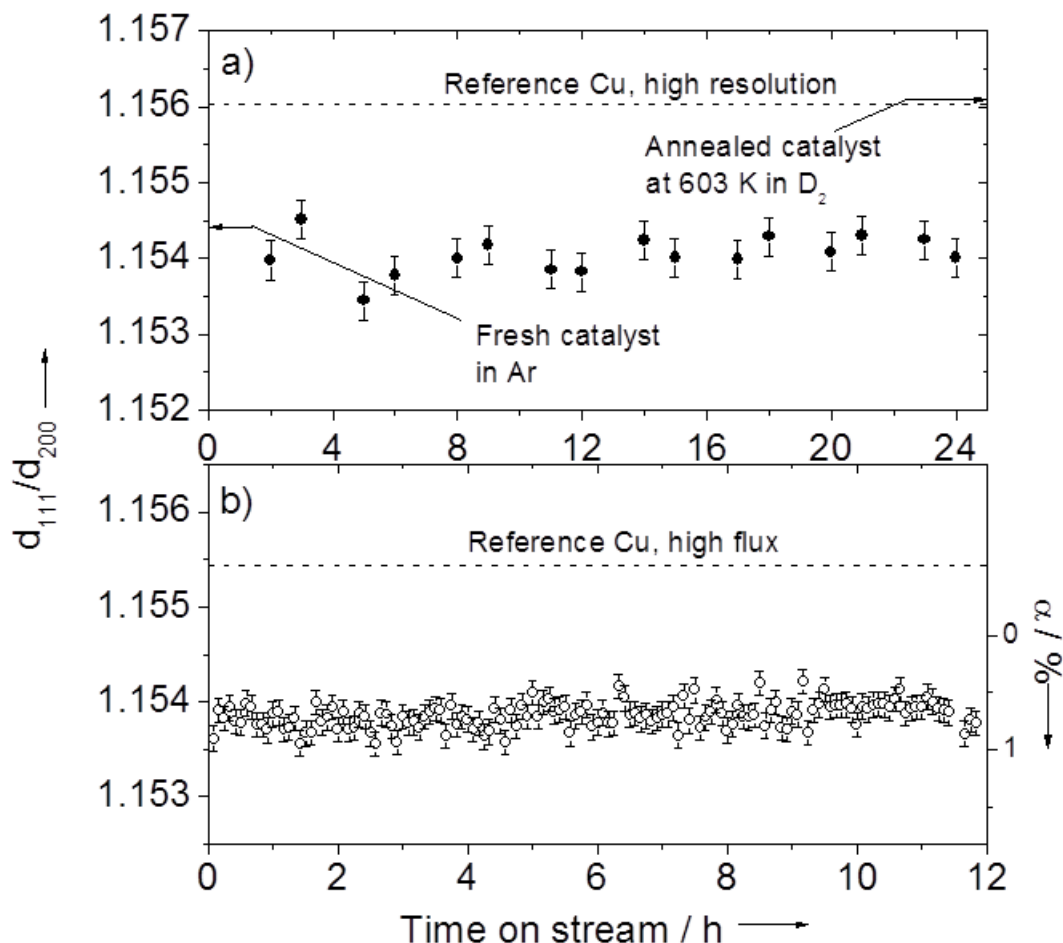 a)
1.157
1.156
1.155
1.154
1.153
1.152
Reference Cu, high resolution
Annealed catalyst
at 603 K in D₂
Fresh catalyst
in Ar
0 4 8 12 16 20 24
d₁₁₁/d₂₀₀ →
b)
1.156
1.155
1.154
1.153
Reference Cu, high flux
0
1
α / % →
0 2 4 6 8 10 12
Time on stream / h →